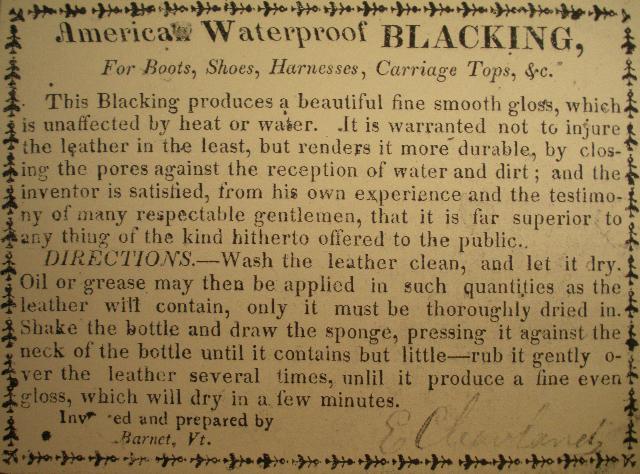 American Waterproof BLACKING,
For Boots, Shoes, Harnesses, Carriage Tops, &c.
This Blacking produces a beautiful fine smooth gloss, which
is unaffected by heat or water. It is warranted not to injure
the leather in the least, but renders it more durable, by clos-
ing the pores against the reception of water and dirt; and the
inventor is satisfied, from his own experience and the testimo-
ny of many respectable gentlemen, that it is far superior to
any thing of the kind hitherto offered to the public.
DIRECTIONS.—Wash the leather clean, and let it dry.
Oil or grease may then be applied in such quantities as the
leather will contain, only it must be thoroughly dried in.
Shake the bottle and draw the sponge, pressing it against the
neck of the bottle until it contains but little—rub it gently o-
ver the leather several times, unlil it produce a fine even
gloss, which will dry in a few minutes.
Inv ed and prepared by
Barnet, Vt.